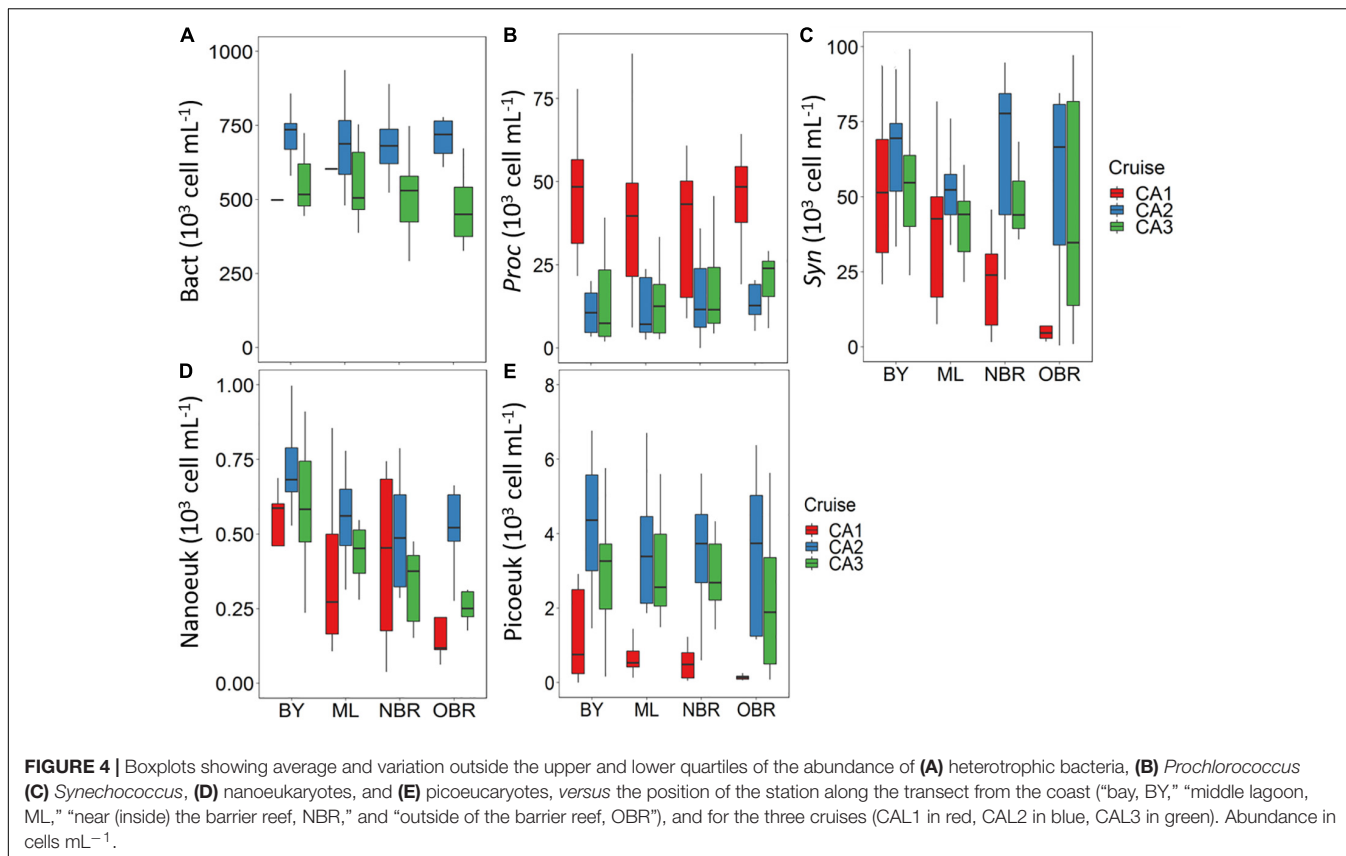 A
1000
750
500
250
0
Bact (10³ cell mL⁻¹)
B
75
50
25
0
Proc (10³ cell mL⁻¹)
C
100
75
50
25
0
Syn (10³ cell mL⁻¹)
BY ML NBR OBR
Cruise
CA1
CA2
CA3
D
1.00
0.75
0.50
0.25
0.00
Nanoeuk (10³ cell mL⁻¹)
BY ML NBR OBR
E
8
6
4
2
0
Picoeuk (10³ cell mL⁻¹)
BY ML NBR OBR
Cruise
CA1
CA2
CA3
FIGURE 4 | Boxplots showing average and variation outside the upper and lower quartiles of the abundance of (A) heterotrophic bacteria, (B) Prochlorococcus
(C) Synechococcus, (D) nanoeukaryotes, and (E) picoeucaryotes, versus the position of the station along the transect from the coast (“bay, BY,” “middle lagoon,
ML,” “near (inside) the barrier reef, NBR,” and “outside of the barrier reef, OBR”), and for the three cruises (CAL1 in red, CAL2 in blue, CAL3 in green). Abundance in
cells mL⁻¹.